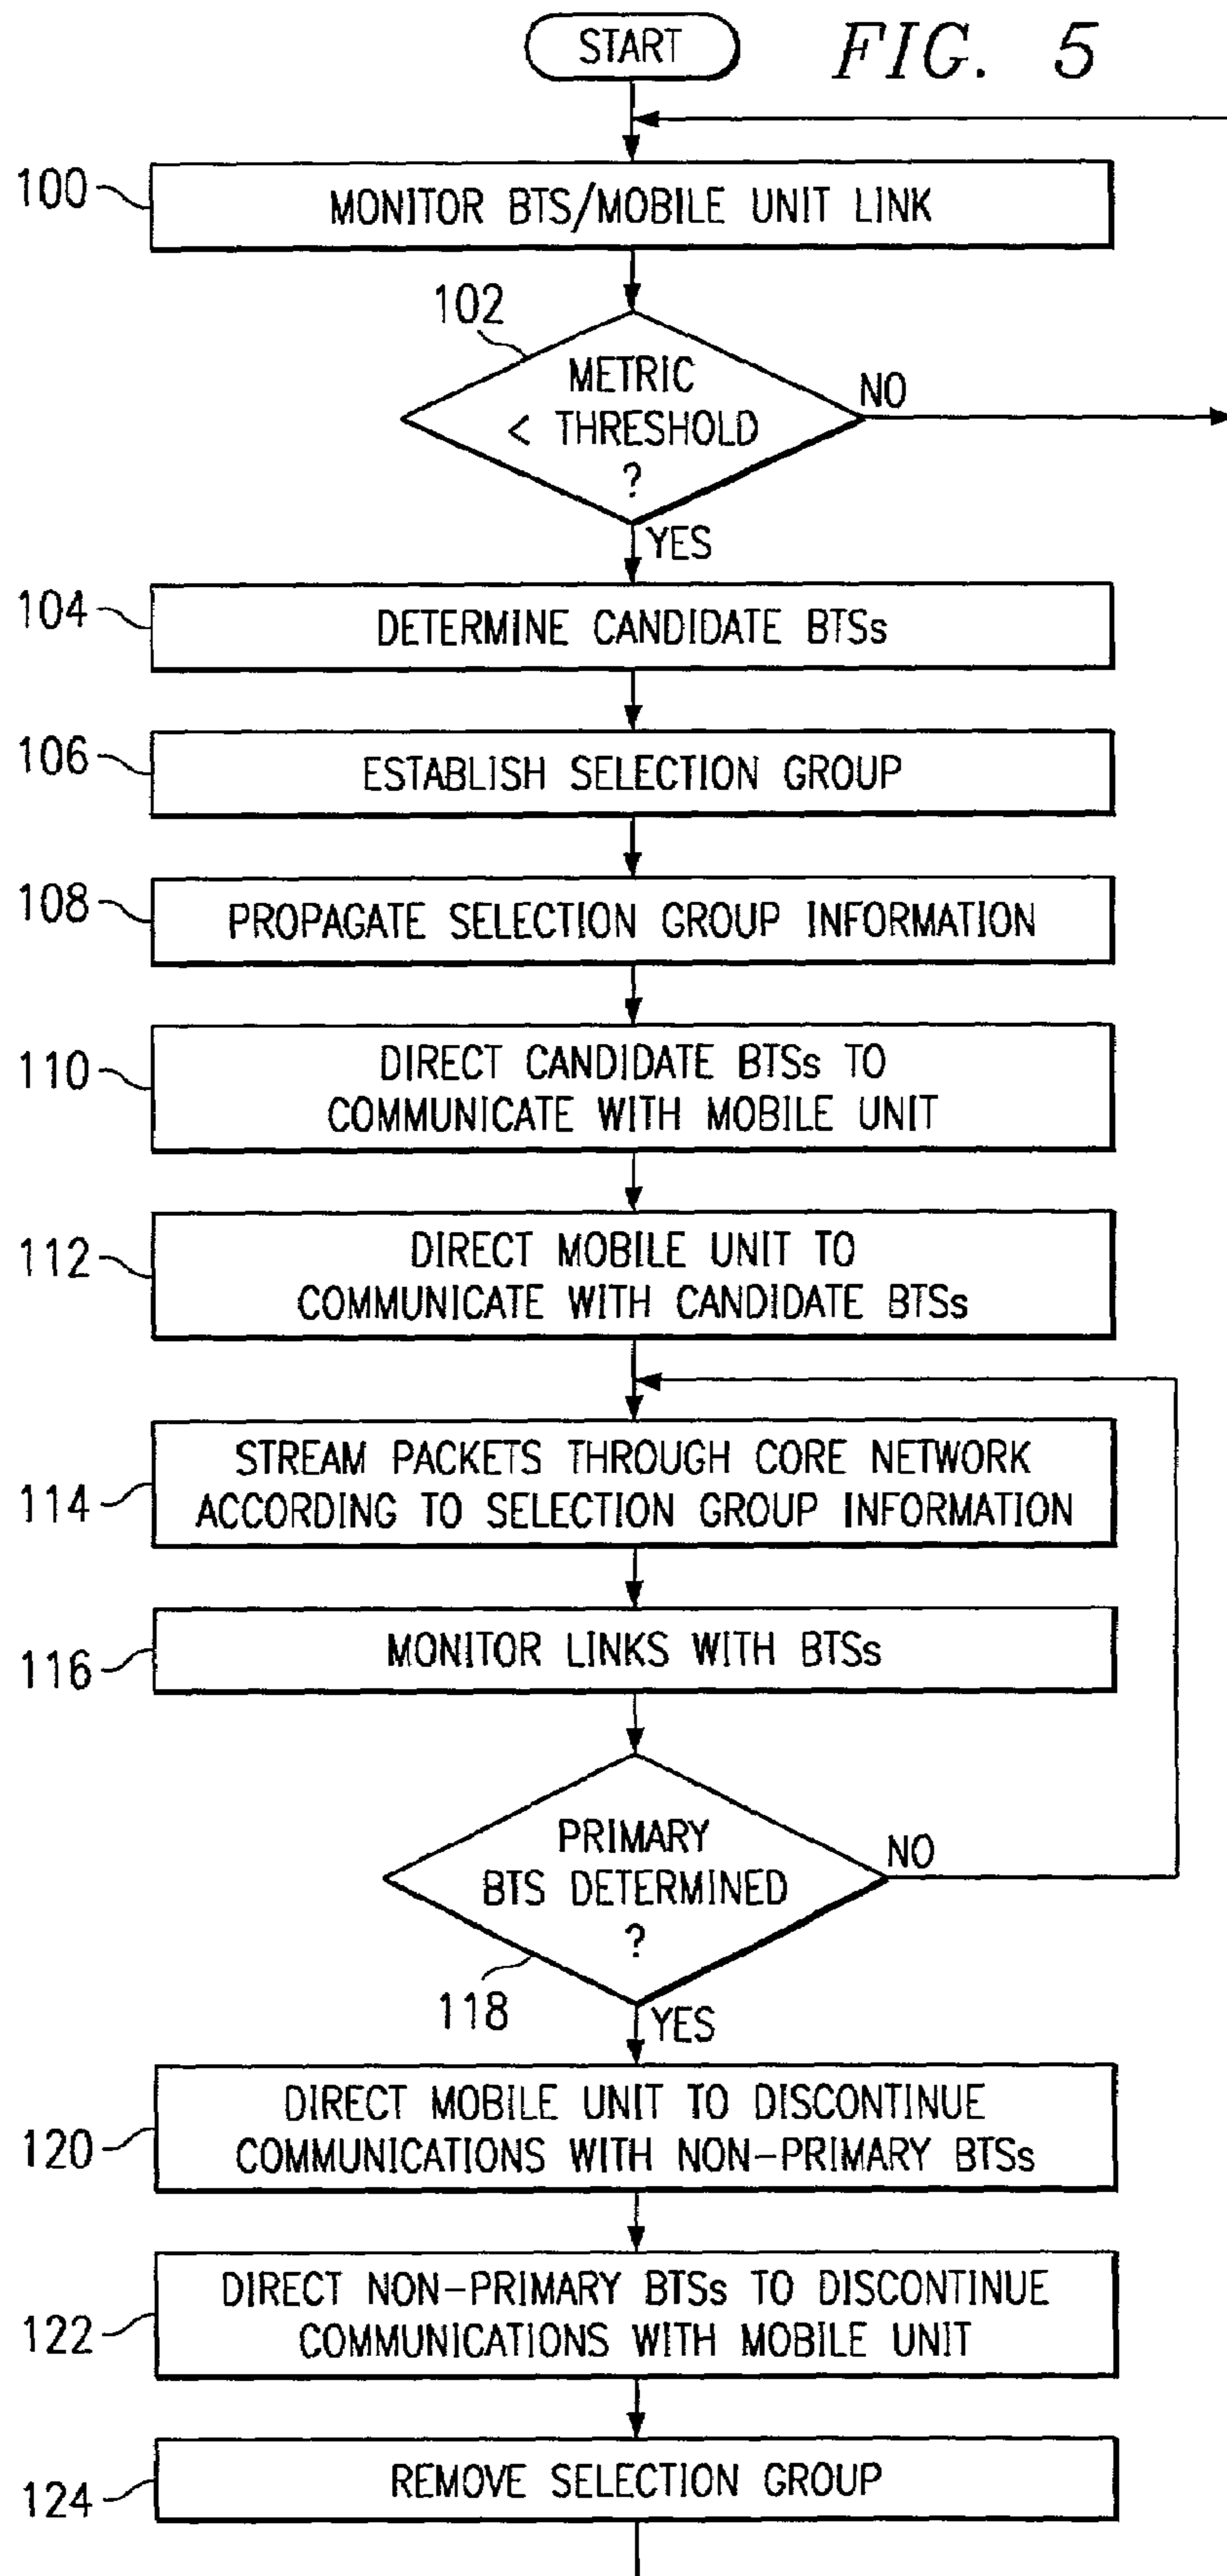 START
FIG. 5
100
MONITOR BTS/MOBILE UNIT LINK
102
METRIC
< THRESHOLD
?
NO
YES
104
DETERMINE CANDIDATE BTSs
106
ESTABLISH SELECTION GROUP
108
PROPAGATE SELECTION GROUP INFORMATION
110
DIRECT CANDIDATE BTSs TO
COMMUNICATE WITH MOBILE UNIT
112
DIRECT MOBILE UNIT TO
COMMUNICATE WITH CANDIDATE BTSs
114
STREAM PACKETS THROUGH CORE NETWORK
ACCORDING TO SELECTION GROUP INFORMATION
116
MONITOR LINKS WITH BTSs
PRIMARY
BTS DETERMINED
?
NO
118
YES
120
DIRECT MOBILE UNIT TO DISCONTINUE
COMMUNICATIONS WITH NON-PRIMARY BTSs
122
DIRECT NON-PRIMARY BTSs TO DISCONTINUE
COMMUNICATIONS WITH MOBILE UNIT
124
REMOVE SELECTION GROUP